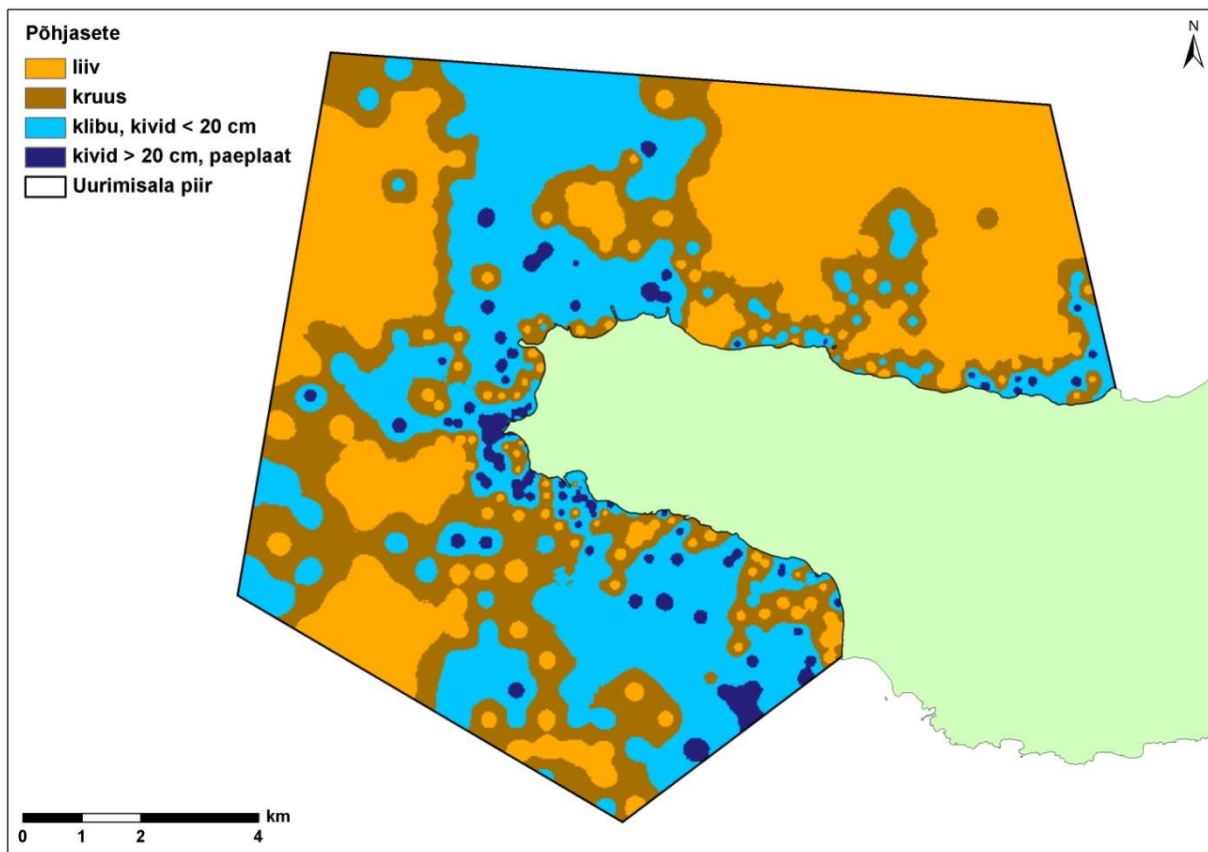 Põhjasete
liiv
kruus
klibu, kivid < 20 cm
kivid > 20 cm, paeplaat
Uurimisala piir
N
km
0 1 2 4